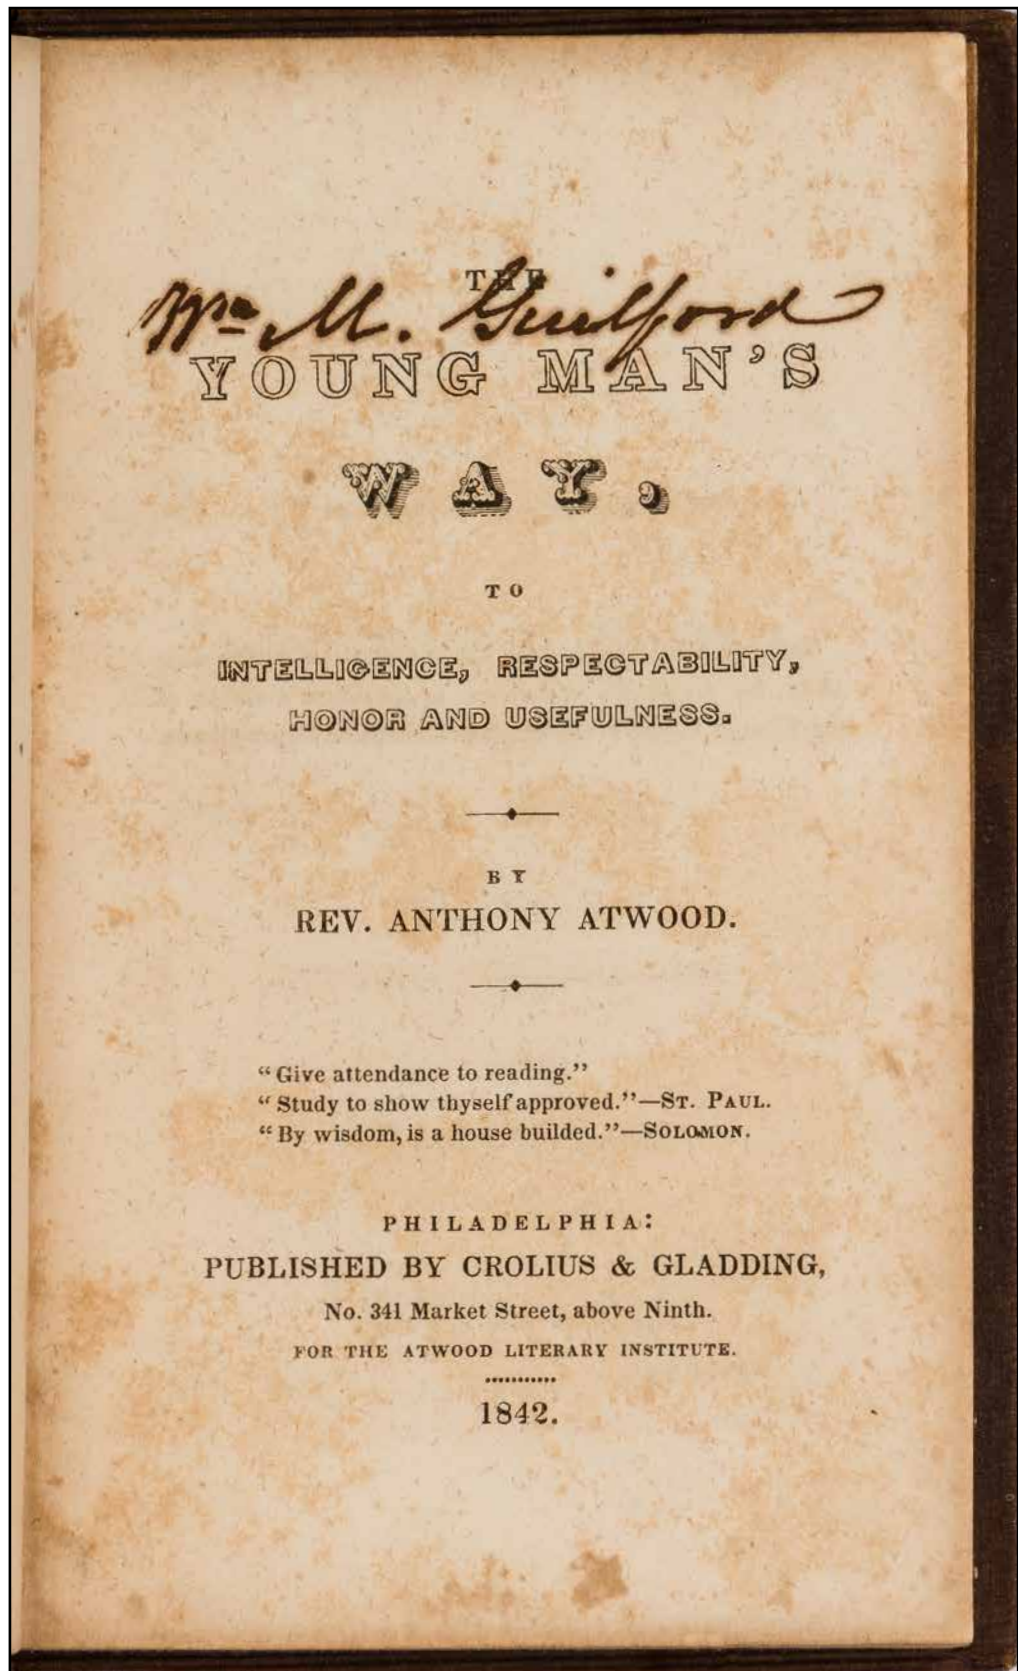 THE
Wm M. Guilford
YOUNG MAN'S
WAY,
TO
INTELLIGENCE, RESPECTABILITY,
HONOR AND USEFULNESS.
BY
REV. ANTHONY ATWOOD.
"Give attendance to reading."
"Study to show thyself approved."—ST. PAUL.
"By wisdom, is a house builded."—SOLOMON.
PHILADELPHIA:
PUBLISHED BY CROLIUS & GLADDING,
No. 341 Market Street, above Ninth.
FOR THE ATWOOD LITERARY INSTITUTE.
1842.